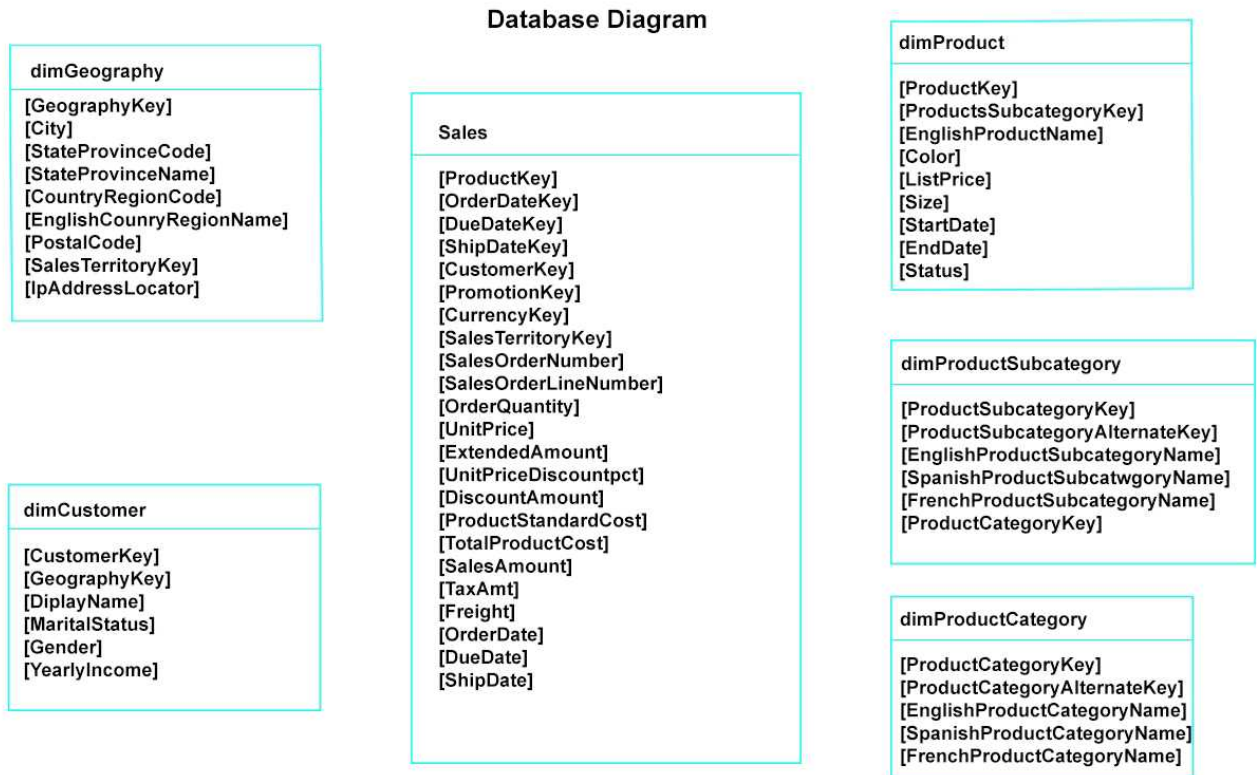 Database Diagram
dimGeography
[GeographyKey]
[City]
[StateProvinceCode]
[StateProvinceName]
[CountryRegionCode]
[EnglishCounryRegionName]
[PostalCode]
[SalesTerritoryKey]
[IpAddressLocator]
dimCustomer
[CustomerKey]
[GeographyKey]
[DiplayName]
[MaritalStatus]
[Gender]
[YearlyIncome]
Sales
[ProductKey]
[OrderDateKey]
[DueDateKey]
[ShipDateKey]
[CustomerKey]
[PromotionKey]
[CurrencyKey]
[SalesTerritoryKey]
[SalesOrderNumber]
[SalesOrderLineNumber]
[OrderQuantity]
[UnitPrice]
[ExtendedAmount]
[UnitPriceDiscountpct]
[DiscountAmount]
[ProductStandardCost]
[TotalProductCost]
[SalesAmount]
[TaxAmt]
[Freight]
[OrderDate]
[DueDate]
[ShipDate]
dimProduct
[ProductKey]
[ProductsSubcategoryKey]
[EnglishProductName]
[Color]
[ListPrice]
[Size]
[StartDate]
[EndDate]
[Status]
dimProductSubcategory
[ProductSubcategoryKey]
[ProductSubcategoryAlternateKey]
[EnglishProductSubcategoryName]
[SpanishProductSubcatwgoryName]
[FrenchProductSubcategoryName]
[ProductCategoryKey]
dimProductCategory
[ProductCategoryKey]
[ProductCategoryAlternateKey]
[EnglishProductCategoryName]
[SpanishProductCategoryName]
[FrenchProductCategoryName]